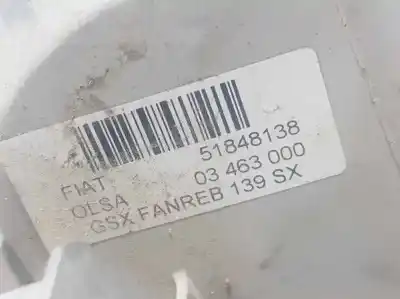 FIAT 51848138
OLSA 03 463 000
GSX FANREB 139 SX